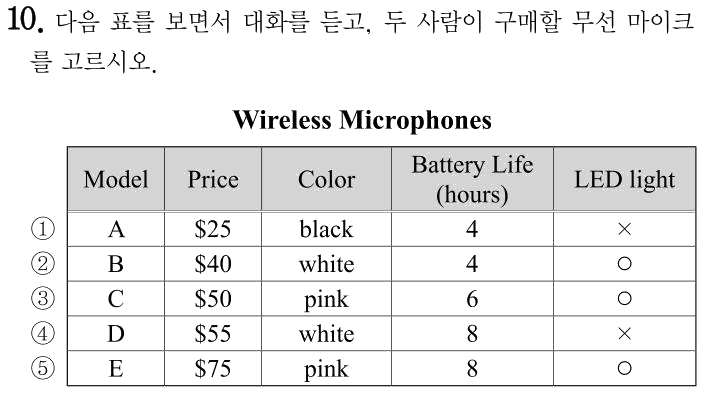 10. 다음 표를 보면서 대화를 듣고, 두 사람이 구매할 무선 마이크
를 고르시오.
Wireless Microphones
Model Price Color Battery Life (hours) LED light
① A $25 black 4 ×
② B $40 white 4 ○
③ C $50 pink 6 ○
④ D $55 white 8 ×
⑤ E $75 pink 8 ○